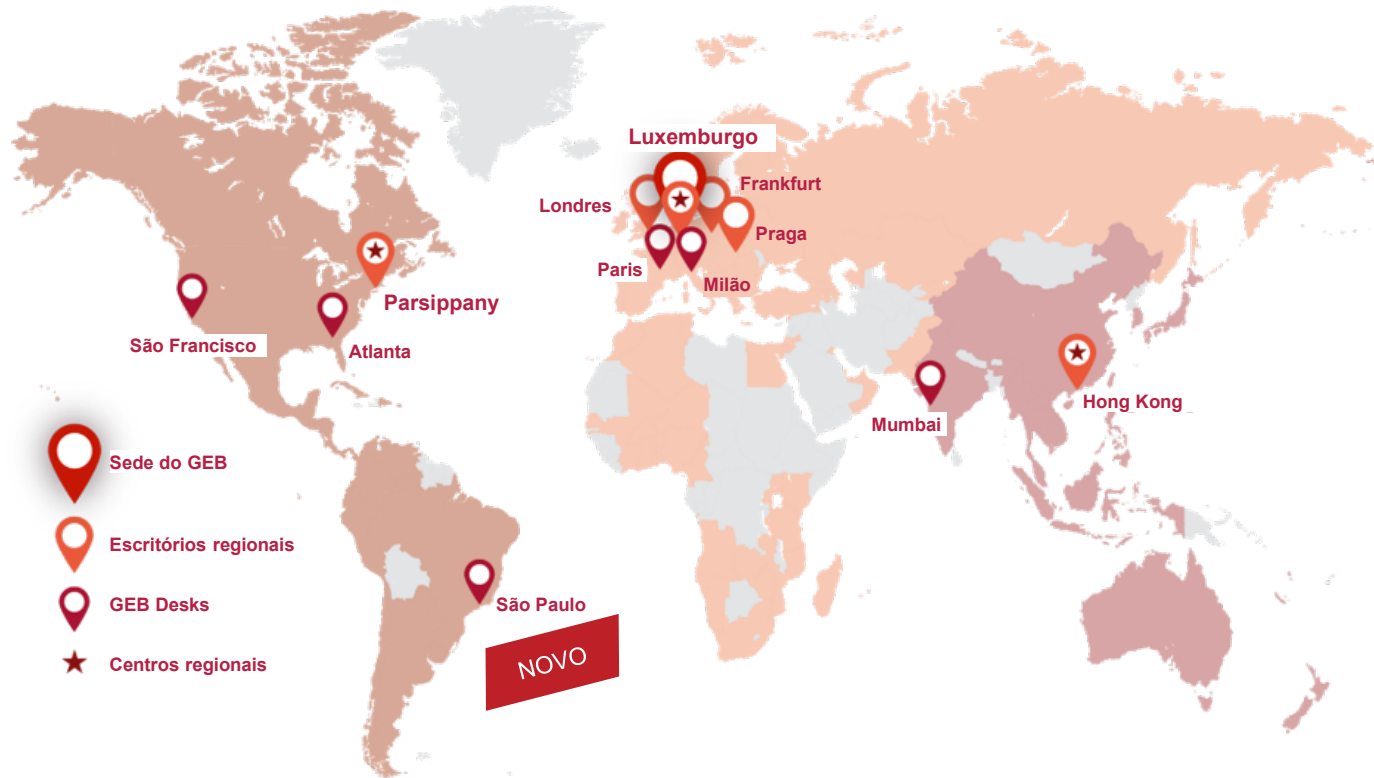 Luxemburgo
Frankfurt
Londres
Praga
Paris
Milão
Parsippany
São Francisco
Atlanta
Hong Kong
Mumbai
Sede do GEB
Escritórios regionais
GEB Desks
São Paulo
NOVO
Centros regionais